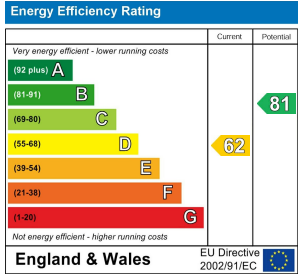 Energy Efficiency Rating
Current Potential
Very energy efficient - lower running costs
(92 plus) A
(81-91) B
(69-80) C
(55-68) D
(39-54) E
(21-38) F
(1-20) G
62
81
Not energy efficient - higher running costs
England & Wales
EU Directive
2002/91/EC